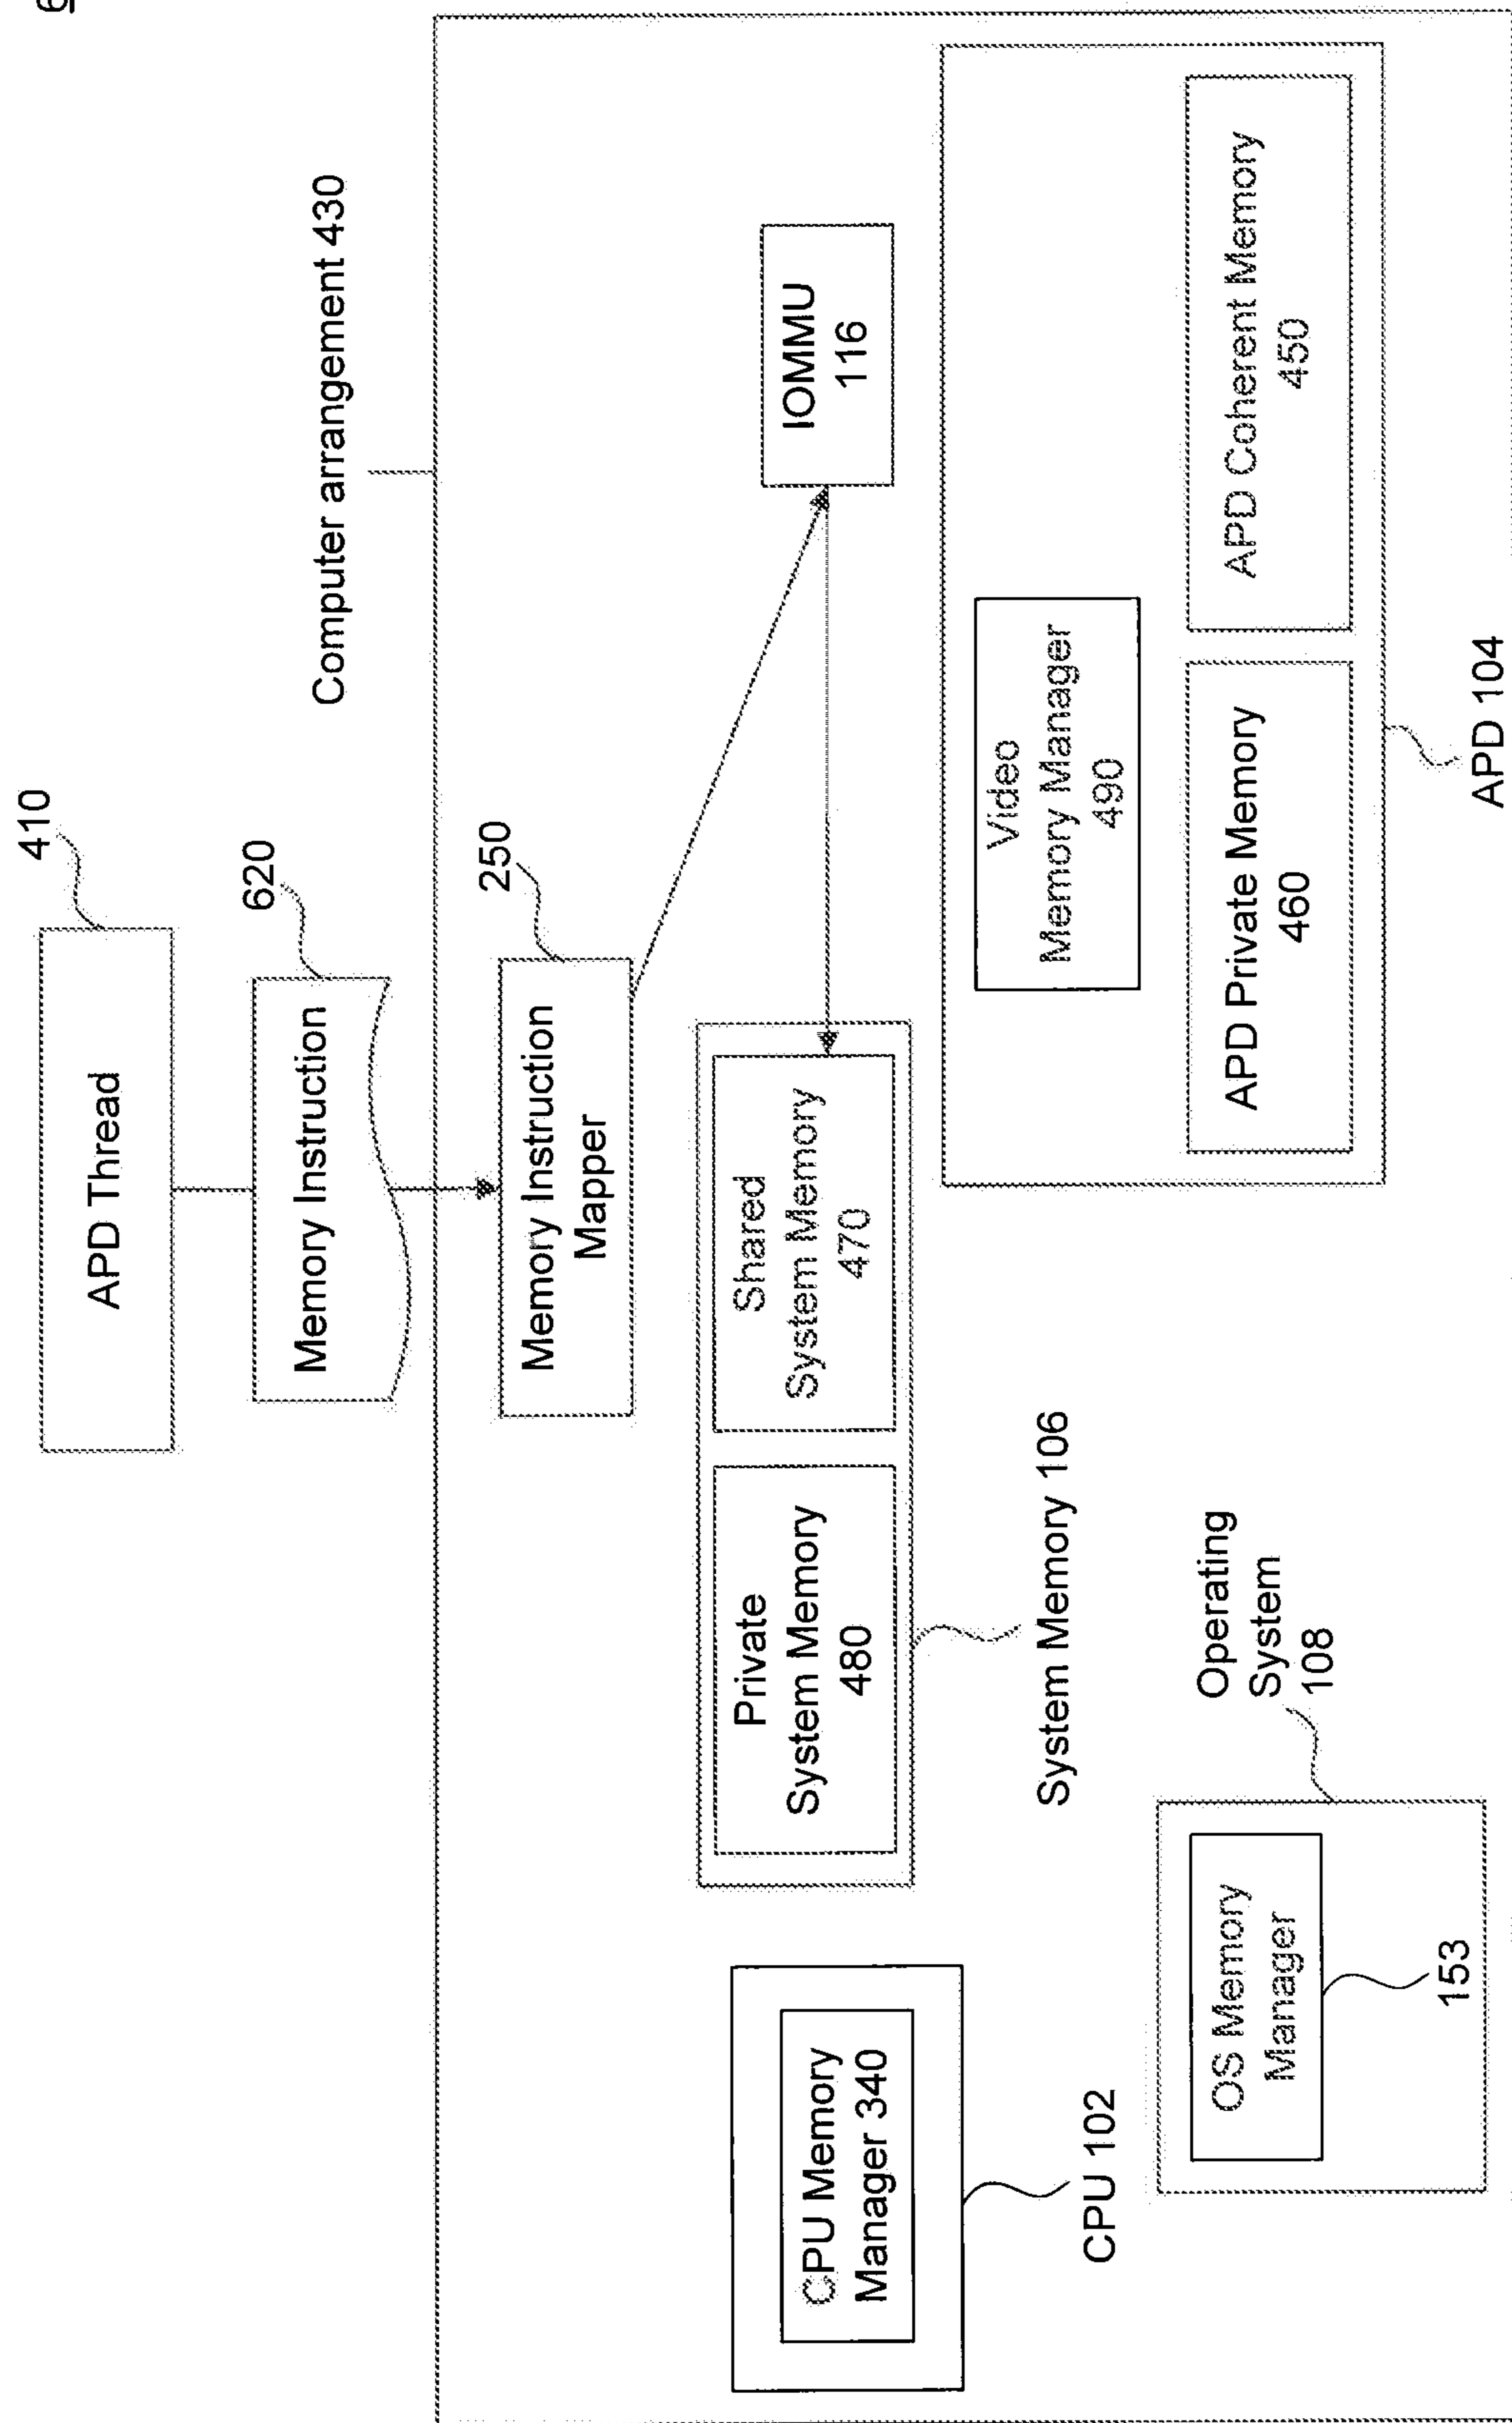 6
410
APD Thread
620
Memory Instruction
Computer arrangement 430
250
Memory Instruction
Mapper
IOMMU
116
CPU Memory
Manager 340
CPU 102
Private
System Memory
480
Shared
System Memory
470
System Memory 106
Operating
System
108
OS Memory
Manager
153
Video
Memory Manager
490
APD Private Memory
460
APD Coherent Memory
450
APD 104